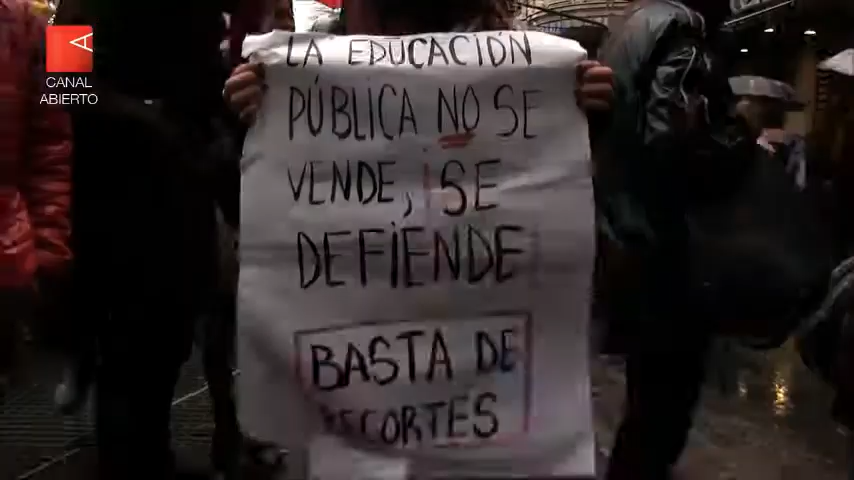 CANAL
ABIERTO
LA EDUCACIÓN
PÚBLICA NO SE
VENDE, ¡SE
DEFIENDE
BASTA DE
RECORTES